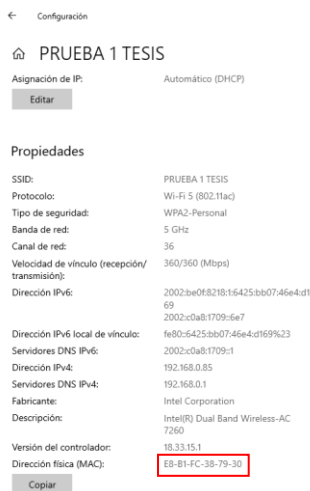 Configuración
PRUEBA 1 TESIS
Asignación de IP: Automático (DHCP)
Editar
Propiedades
SSID: PRUEBA 1 TESIS
Protocolo: Wi-Fi 5 (802.11ac)
Tipo de seguridad: WPA2-Personal
Banda de red: 5 GHz
Canal de red: 36
Velocidad de vínculo (recepción/ 360/360 (Mbps)
transmisión):
Dirección IPv6: 2002:be0f:8218:1:6425:bb07:46e4:d1
69
2002:c0a8:1709::6e7
Dirección IPv6 local de vínculo: fe80::6425:bb07:46e4:d169%23
Servidores DNS IPv6: 2002:c0a8:1709::1
Dirección IPv4: 192.168.0.85
Servidores DNS IPv4: 192.168.0.1
Fabricante: Intel Corporation
Descripción: Intel(R) Dual Band Wireless-AC
7260
Versión del controlador: 18.33.15.1
Dirección física (MAC): E8-B1-FC-38-79-30
Copiar